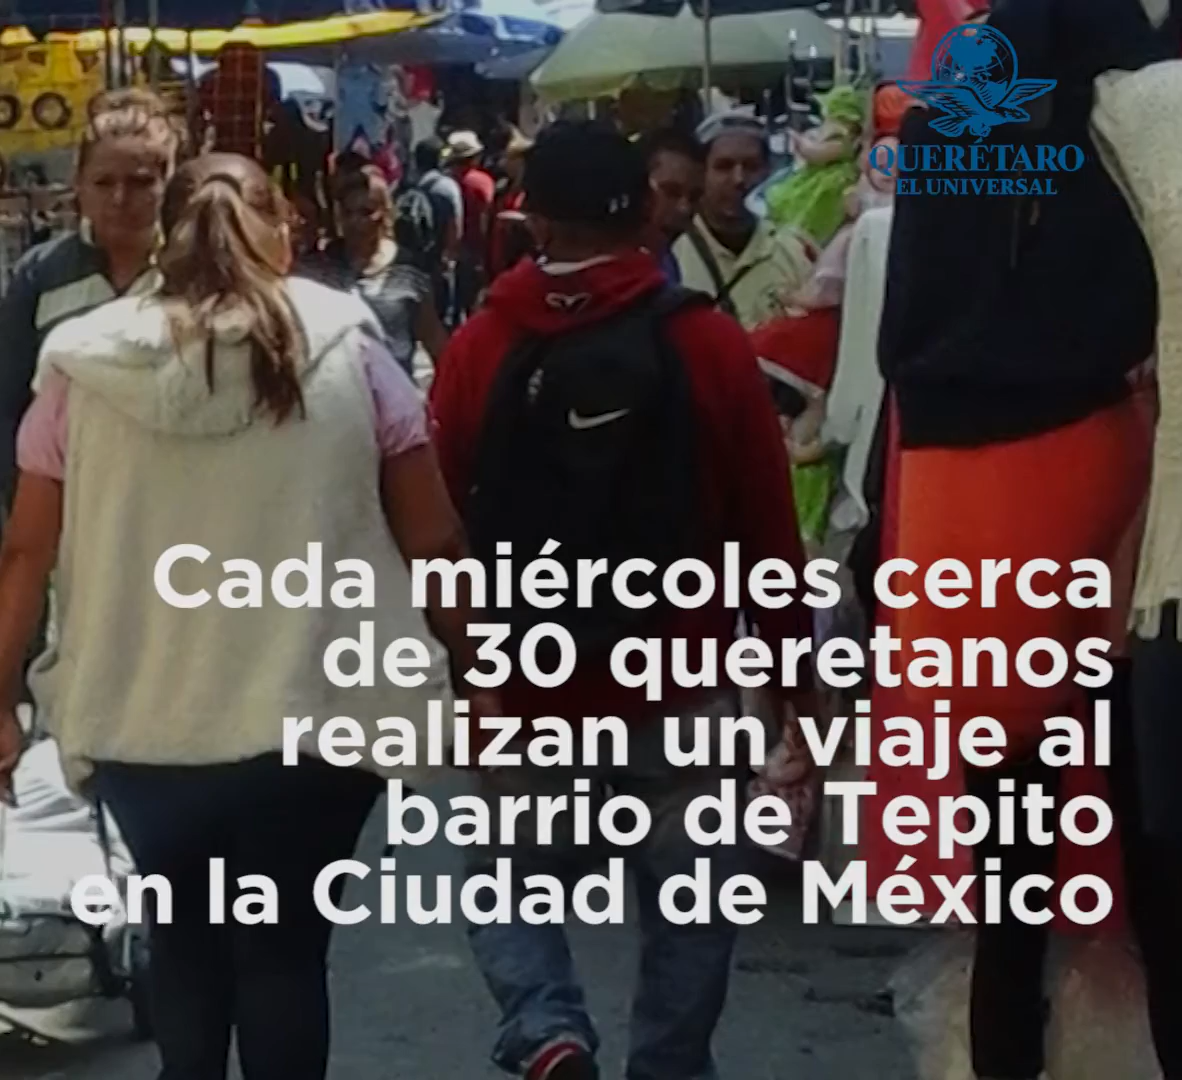 QUERÉTARO
EL UNIVERSAL
Cada miércoles cerca
de 30 queretanos
realizan un viaje al
barrio de Tepito
en la Ciudad de México